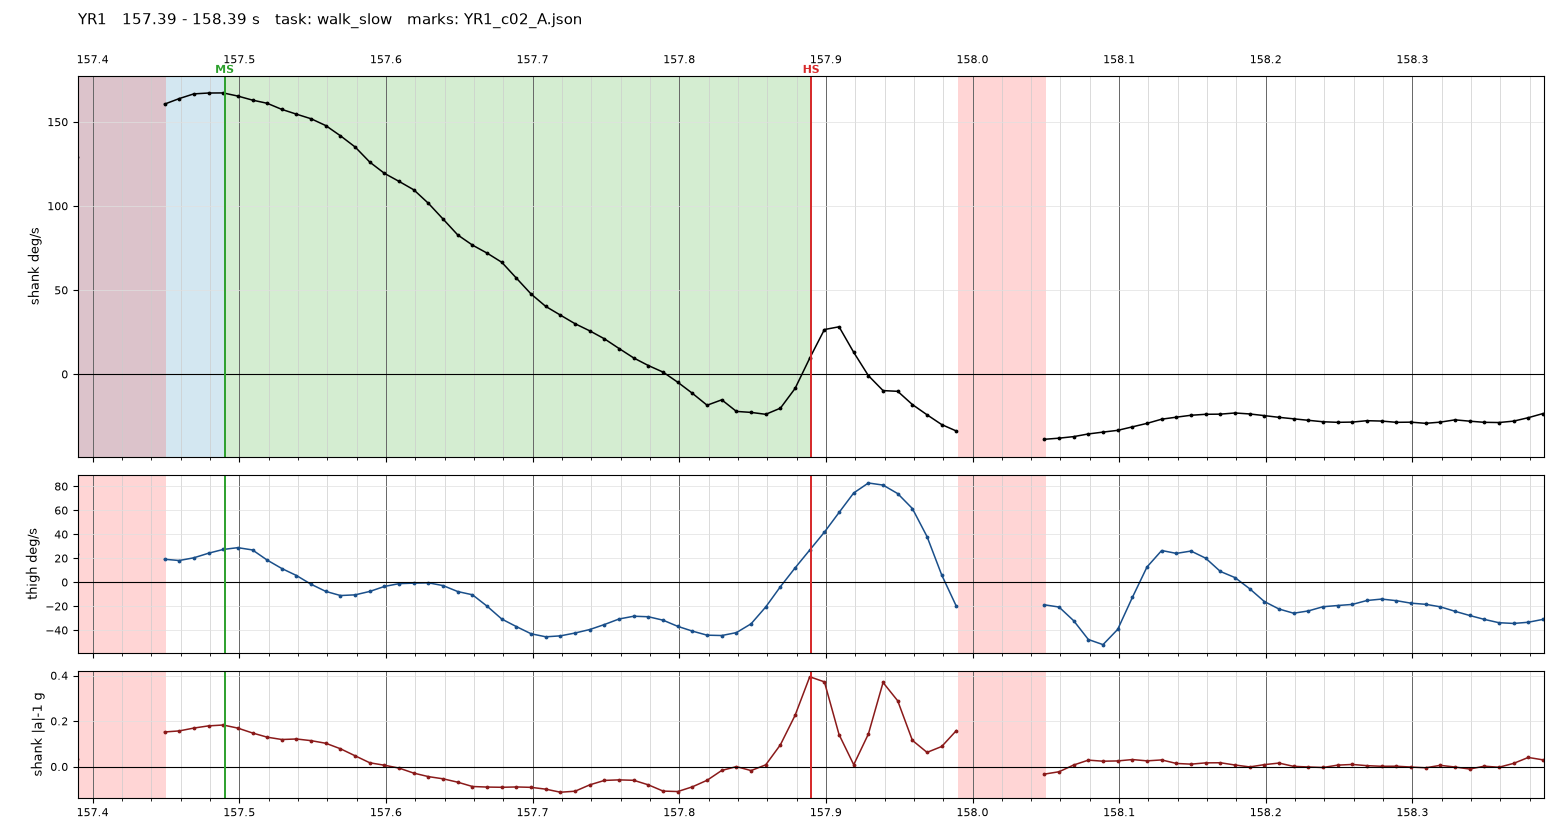 YR1   157.39 - 158.39 s   task: walk_slow   marks: YR1_c02_A.json
157.4 157.5 157.6 157.7 157.8 157.9 158.0 158.1 158.2 158.3
MS HS
150
100
50
0
shank deg/s
80
60
40
20
0
−20
−40
thigh deg/s
0.4
0.2
0.0
shank |a|-1 g
157.4 157.5 157.6 157.7 157.8 157.9 158.0 158.1 158.2 158.3